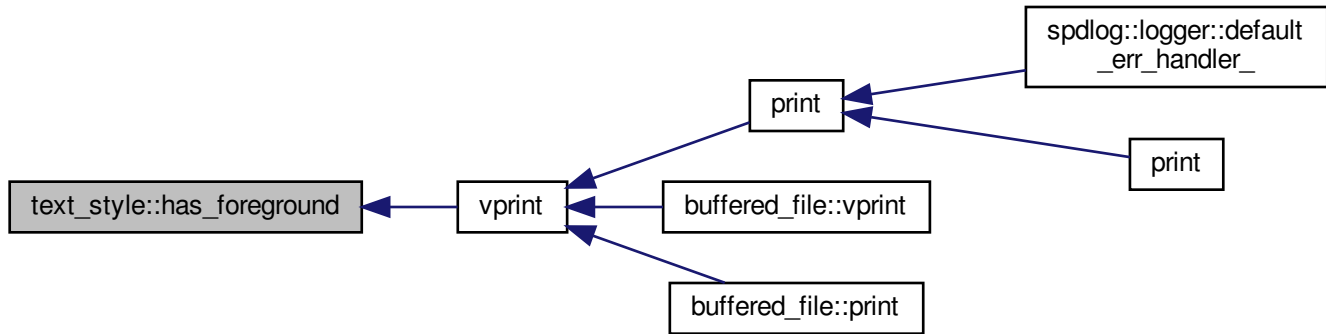 spdlog::logger::default
_err_handler_
print
print
text_style::has_foreground
vprint
buffered_file::vprint
buffered_file::print